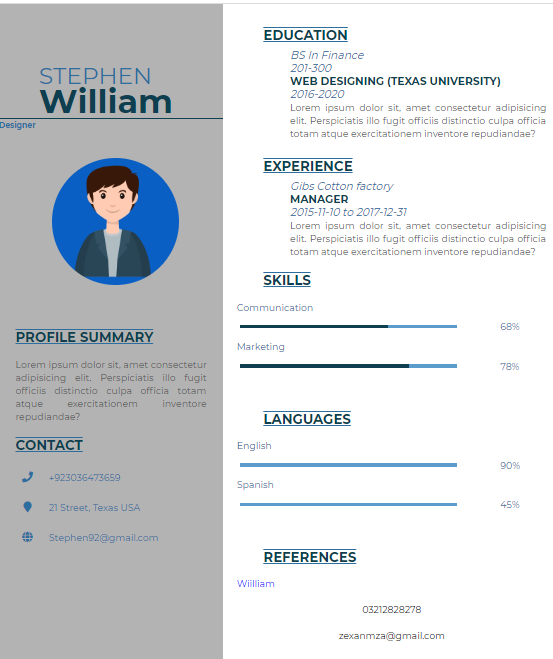 STEPHEN
William
Designer
PROFILE SUMMARY
Lorem ipsum dolor sit, amet consectetur
adipisicing elit. Perspiciatis illo fugit
officiis distinctio culpa officia totam
atque exercitationem inventore
repudiandae?
CONTACT
+923036473659
21 Street, Texas USA
Stephen92@gmail.com
EDUCATION
BS In Finance
201-300
WEB DESIGNING (TEXAS UNIVERSITY)
2016-2020
Lorem ipsum dolor sit, amet consectetur adipisicing
elit. Perspiciatis illo fugit officiis distinctio culpa officia
totam atque exercitationem inventore repudiandae?
EXPERIENCE
Gibs Cotton factory
MANAGER
2015-11-10 to 2017-12-31
Lorem ipsum dolor sit, amet consectetur adipisicing
elit. Perspiciatis illo fugit officiis distinctio culpa officia
totam atque exercitationem inventore repudiandae?
SKILLS
Communication
68%
Marketing
78%
LANGUAGES
English
90%
Spanish
45%
REFERENCES
Wiilliam
03212828278
zexanmza@gmail.com